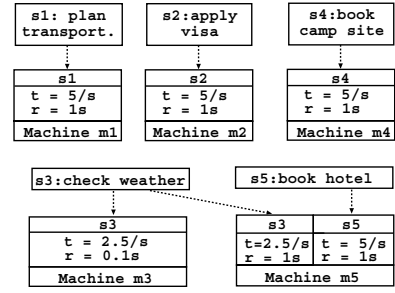 s1: plan
transport.
s2:apply
visa
s4:book
camp site
s1
t = 5/s
r = 1s
Machine m1
s2
t = 5/s
r = 1s
Machine m2
s4
t = 5/s
r = 1s
Machine m4
s3:check weather
s5:book hotel
s3
t = 2.5/s
r = 0.1s
Machine m3
s3
t=2.5/s
r = 1s
s5
t = 5/s
r = 1s
Machine m5